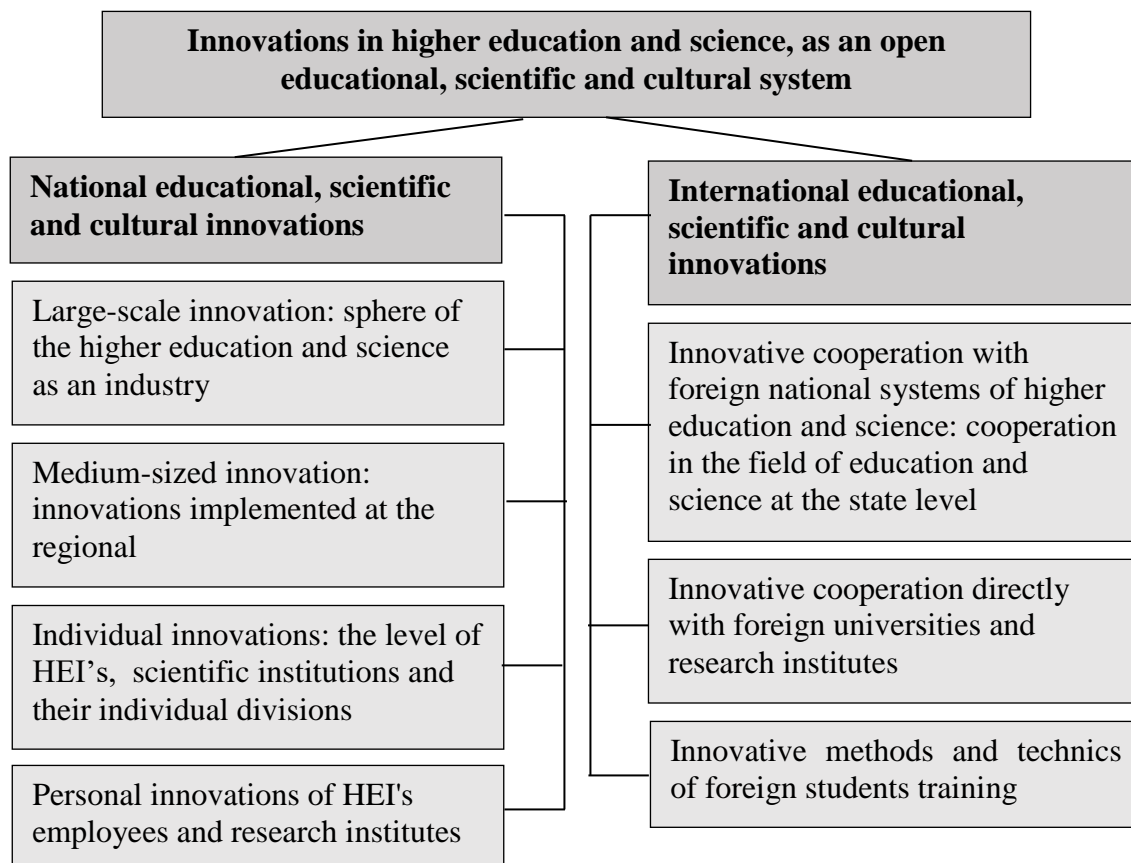 Innovations in higher education and science, as an open
educational, scientific and cultural system
National educational, scientific
and cultural innovations
Large-scale innovation: sphere of
the higher education and science
as an industry
Medium-sized innovation:
innovations implemented at the
regional
Individual innovations: the level of
HEI’s,  scientific institutions and
their individual divisions
Personal innovations of HEI's
employees and research institutes
International educational,
scientific and cultural
innovations
Innovative cooperation with
foreign national systems of higher
education and science: cooperation
in the field of education and
science at the state level
Innovative cooperation directly
with foreign universities and
research institutes
Innovative methods and technics
of foreign students training